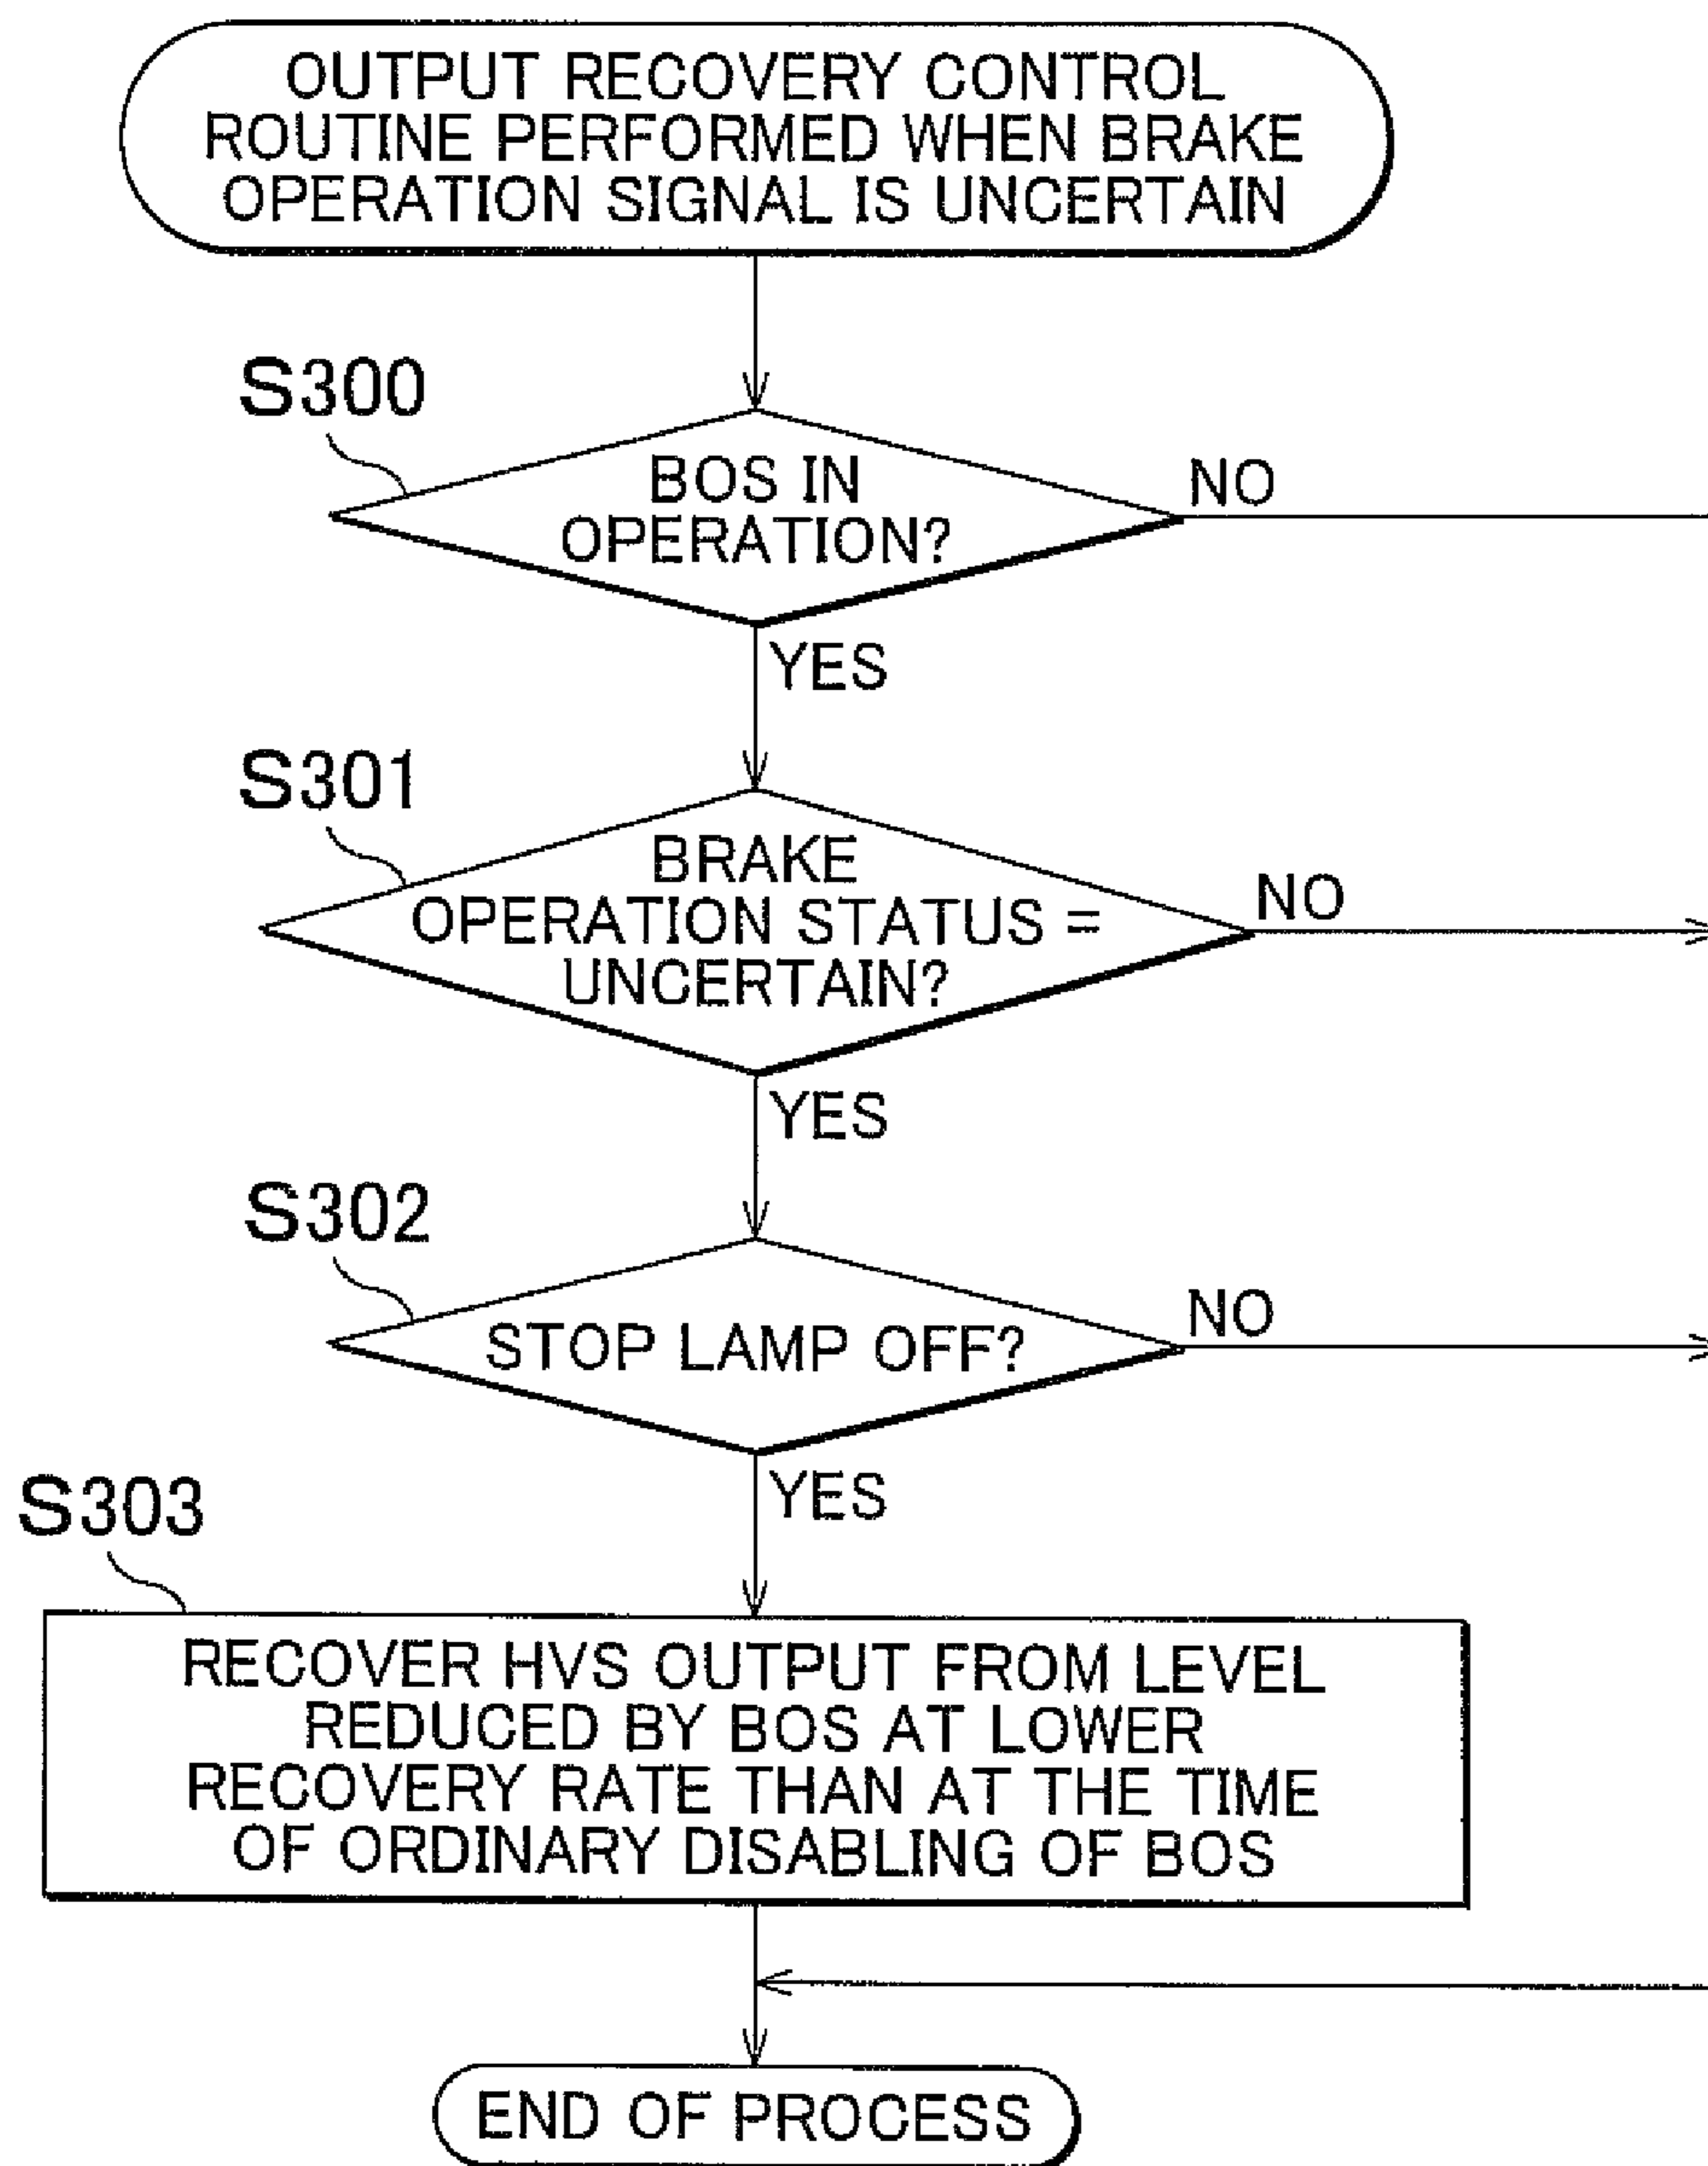 OUTPUT RECOVERY CONTROL
ROUTINE PERFORMED WHEN BRAKE
OPERATION SIGNAL IS UNCERTAIN
S300
BOS IN
OPERATION?
NO
YES
S301
BRAKE
OPERATION STATUS =
UNCERTAIN?
NO
YES
S302
STOP LAMP OFF?
NO
YES
S303
RECOVER HVS OUTPUT FROM LEVEL
REDUCED BY BOS AT LOWER
RECOVERY RATE THAN AT THE TIME
OF ORDINARY DISABLING OF BOS
END OF PROCESS